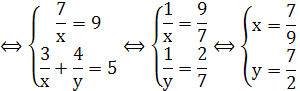 ⇔ { 7/x = 9 ; 3/x + 4/y = 5 ⇔ { 1/x = 9/7 ; 1/y = 2/7 ⇔ { x = 7/9 ; y = 7/2